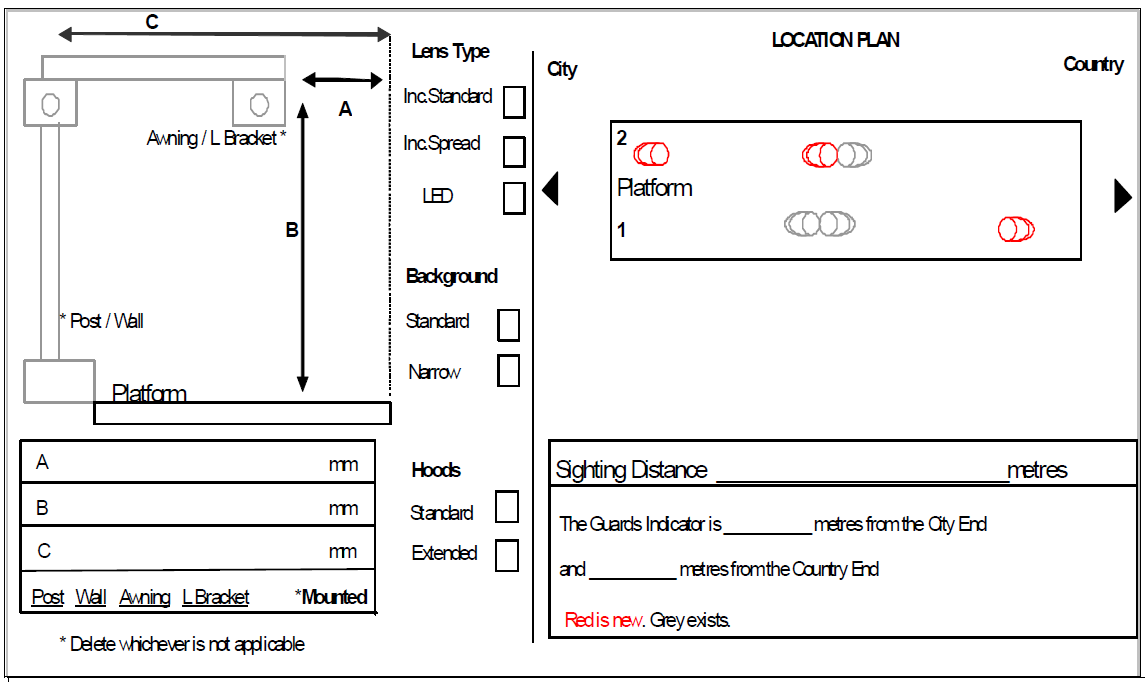 C
A
Awning / L Bracket *
B
* Post / Wall
Platform
A mm
B mm
C mm
Post Wall Awning L Bracket *Mounted
* Delete whichever is not applicable
Lens Type
Inc.Standard
Inc.Spread
LED
Background
Standard
Narrow
Hoods
Standard
Extended
LOCATION PLAN
City Country
2
Platform
1
Sighting Distance ________________________ metres
The Guards Indicator is _________ metres from the City End
and _________ metres from the Country End
Red is new. Grey exists.